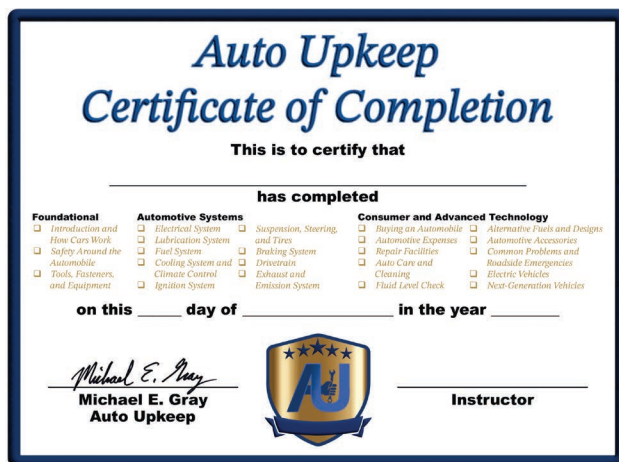 Auto Upkeep
Certificate of Completion
This is to certify that
has completed
Foundational
Introduction and
How Cars Work
Safety Around the
Automobile
Tools, Fasteners,
and Equipment
Automotive Systems
Electrical System
Lubrication System
Fuel System
Cooling System and
Climate Control
Ignition System
Suspension, Steering,
and Tires
Braking System
Drivetrain
Exhaust and
Emission System
Consumer and Advanced Technology
Buying an Automobile
Automotive Expenses
Repair Facilities
Auto Care and
Cleaning
Fluid Level Check
Alternative Fuels and Designs
Automotive Accessories
Common Problems and
Roadside Emergencies
Electric Vehicles
Next-Generation Vehicles
on this ______ day of ______________ in the year ________
Michael E. Gray
Michael E. Gray
Auto Upkeep
AU
Instructor